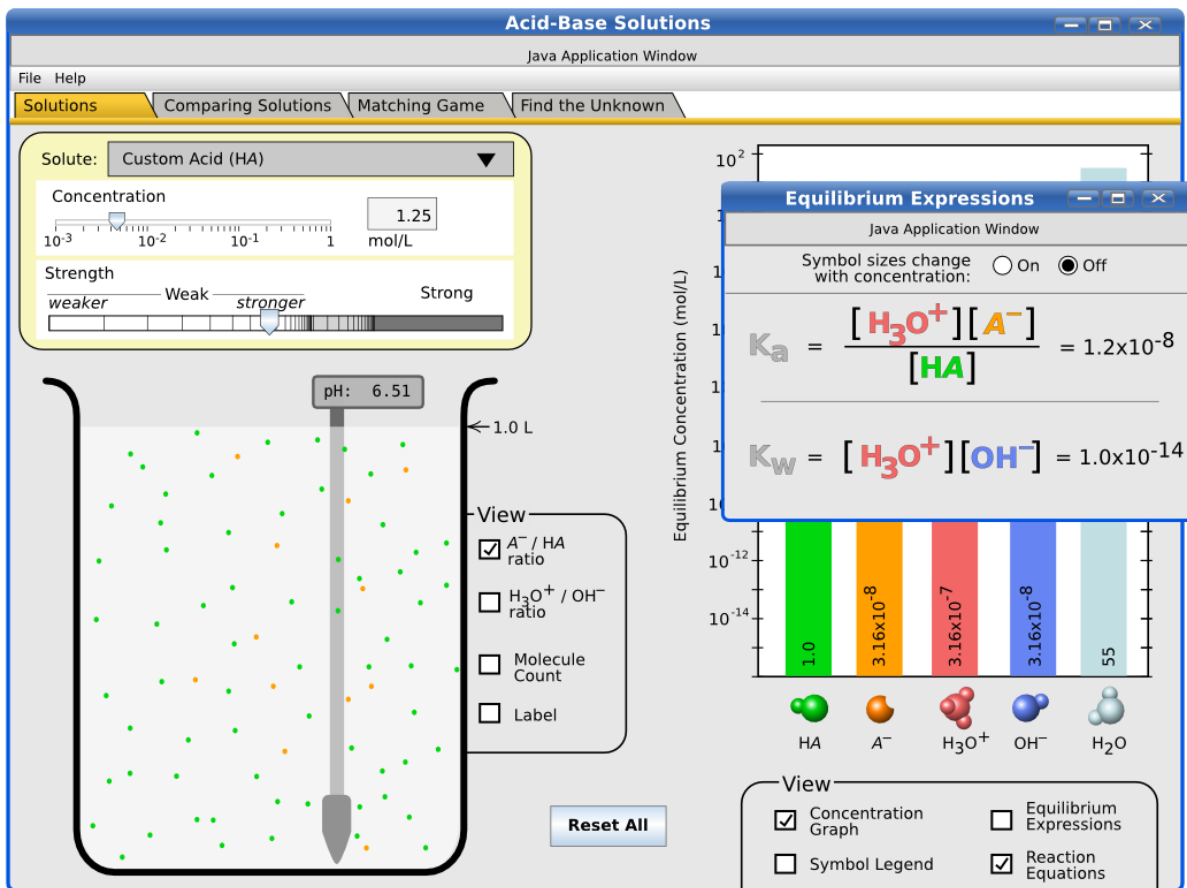 Acid-Base Solutions
Java Application Window
File Help
Solutions Comparing Solutions Matching Game Find the Unknown
Solute: Custom Acid (HA)
Concentration
1.25
mol/L
10⁻³ 10⁻² 10⁻¹ 1
Strength
weaker Weak stronger Strong
pH: 6.51
1.0 L
View
A⁻ / HA
ratio
H₃O⁺ / OH⁻
ratio
Molecule
Count
Label
Reset All
Equilibrium Concentration (mol/L)
10²
10⁻¹²
10⁻¹⁴
1.0
3.16x10⁻⁸
3.16x10⁻⁷
3.16x10⁻⁸
55
HA A⁻ H₃O⁺ OH⁻ H₂O
Equilibrium Expressions
Java Application Window
Symbol sizes change
with concentration: On Off
Kₐ = [H₃O⁺][A⁻] / [HA] = 1.2x10⁻⁸
K_w = [H₃O⁺][OH⁻] = 1.0x10⁻¹⁴
View
Concentration
Graph
Equilibrium
Expressions
Symbol Legend
Reaction
Equations